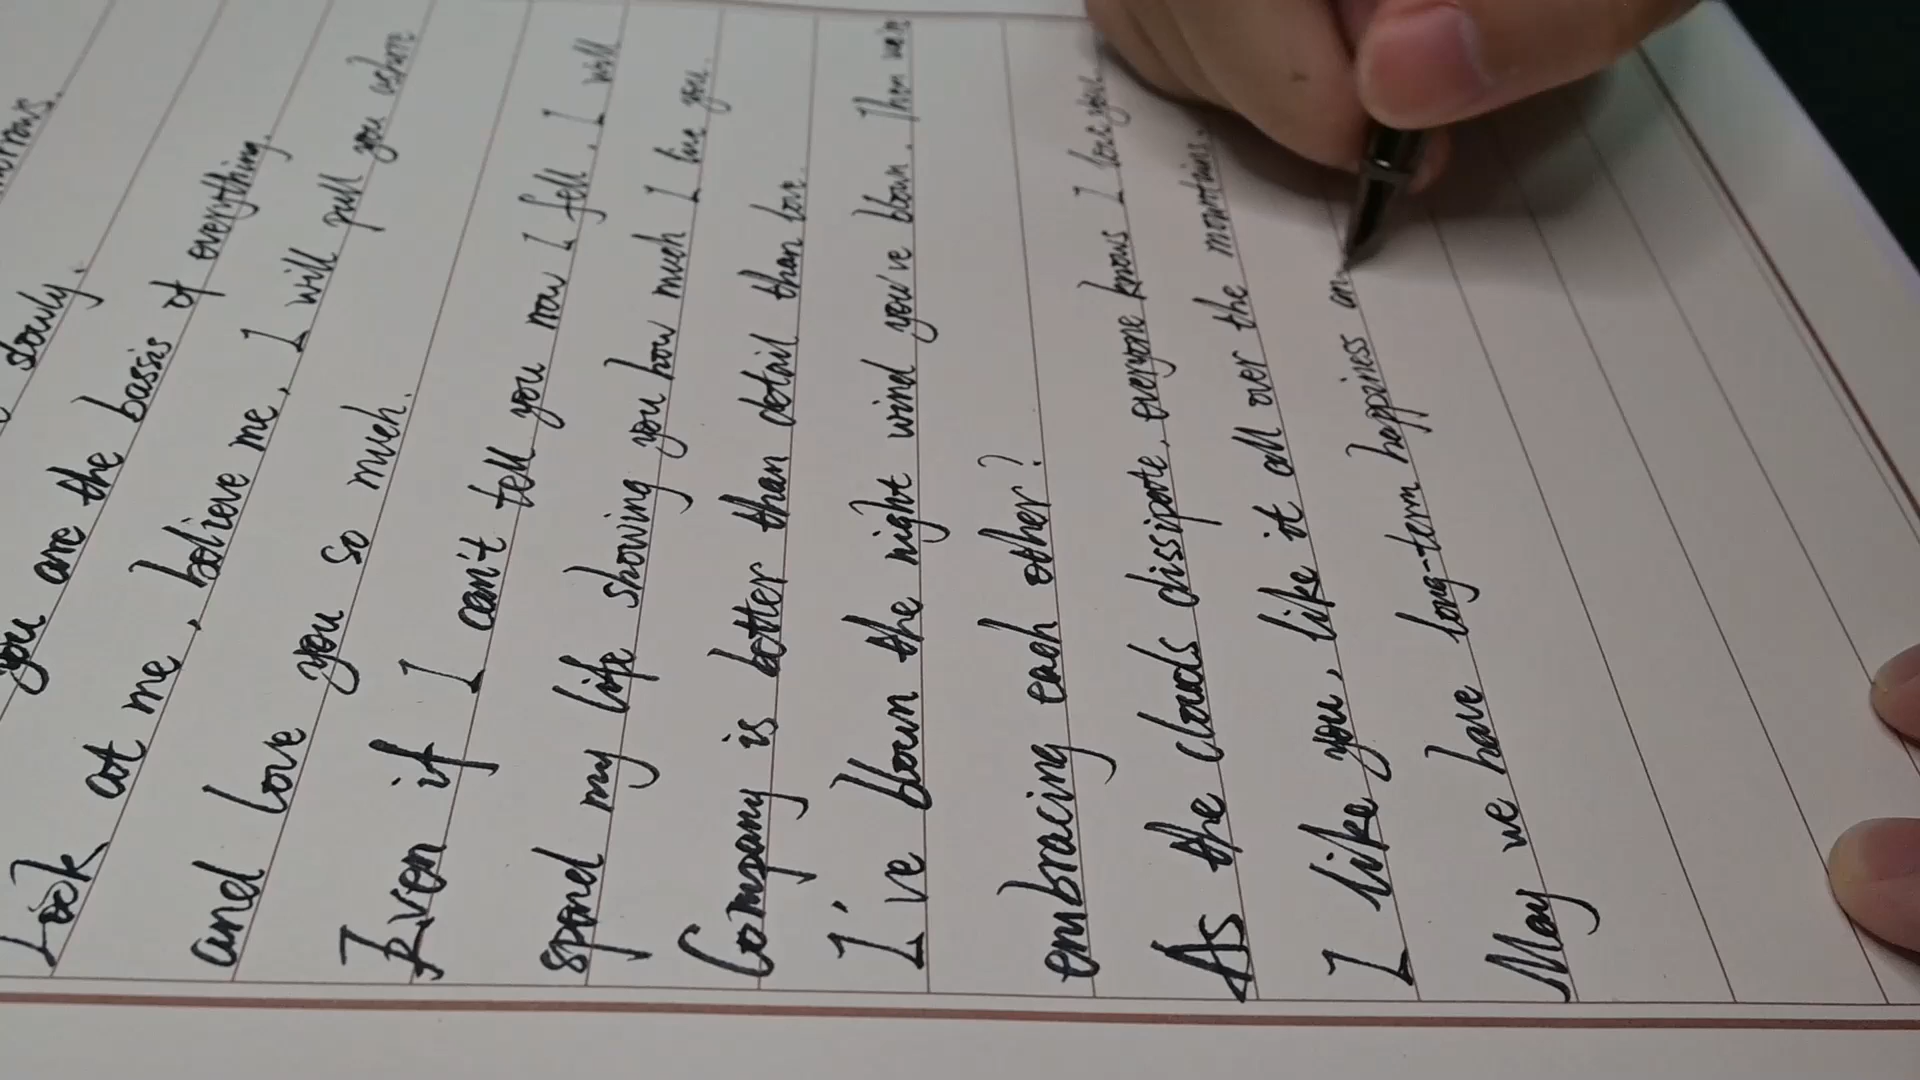 slowly.
you are the bassis of everything.
Look at me, believe me, I will pull you
and love you so much.
Even if I can't tell you now I fell, I will
spend my life showing you how much I love you.
Company is better than detail than love.
I've blown the night wind you've blown. Then we're
embracing each other?
As the clouds dissipate, everyone knows I love you
I like you, like it all over the mountains.
May we have long-term happiness an